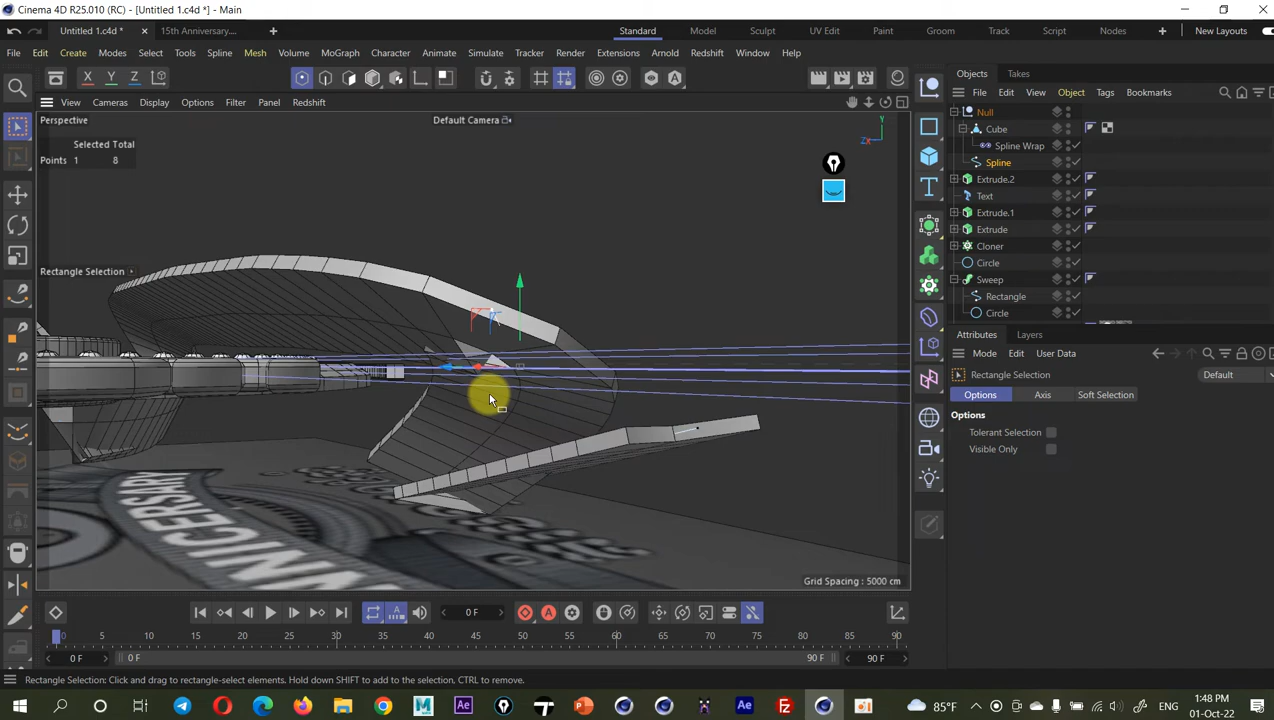 Cinema 4D R25.010 (RC) - [Untitled 1.c4d *] - Main
Untitled 1.c4d *
15th Anniversary....
Standard Model Sculpt UV Edit Paint Groom Track Script Nodes
New Layouts
File Edit Create Modes Select Tools Spline Mesh Volume MoGraph Character Animate Simulate Tracker Render Extensions Arnold Redshift Window Help
X Y Z
View Cameras Display Options Filter Panel Redshift
Perspective
Default Camera
Selected Total
Points 1 8
Rectangle Selection
Y
ZX
NNIVERSARY
Grid Spacing : 5000 cm
Objects Takes
File Edit View Object Tags Bookmarks
Null
Cube
Spline Wrap
Spline
Extrude.2
Text
Extrude.1
Extrude
Cloner
Circle
Sweep
Rectangle
Circle
Attributes Layers
Mode Edit User Data
Rectangle Selection
Default
Options Axis Soft Selection
Options
Tolerant Selection
Visible Only
0 F
0 5 10 15 20 25 30 35 40 45 50 55 60 65 70 75 80 85 90
0 F 0 F 90 F 90 F
Rectangle Selection: Click and drag to rectangle-select elements. Hold down SHIFT to add to the selection, CTRL to remove.
85°F
1:48 PM
01-Oct-22